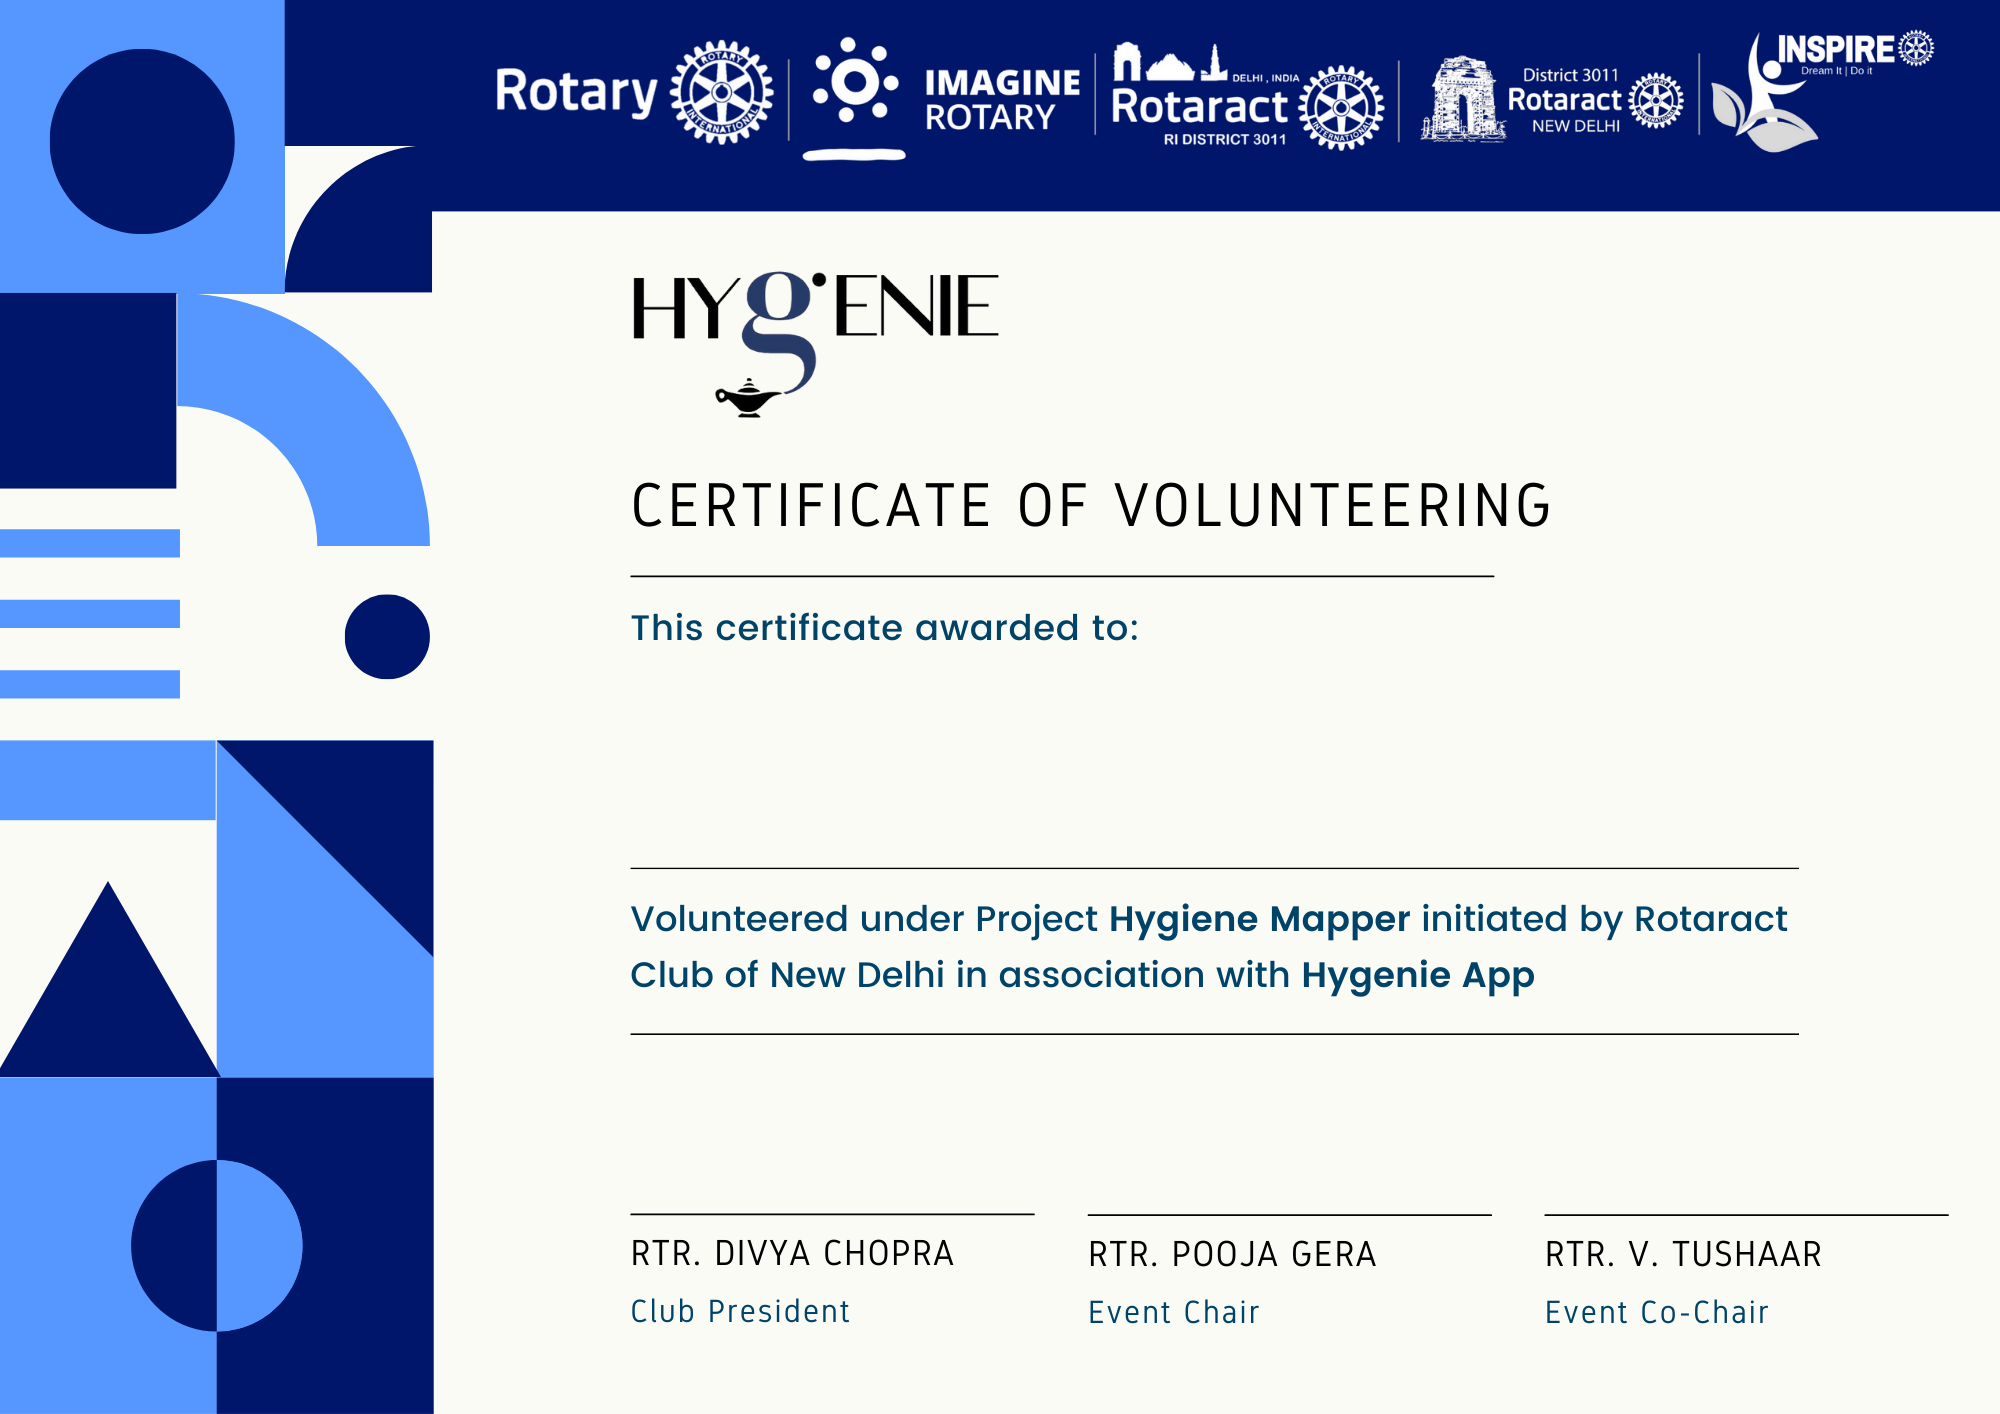 Rotary
ROTARY
INTERNATIONAL
IMAGINE
ROTARY
DELHI , INDIA
Rotaract
RI DISTRICT 3011
ROTARY
INTERNATIONAL
District 3011
Rotaract
NEW DELHI
INSPIRE
Dream It | Do it
HYgENIE
CERTIFICATE OF VOLUNTEERING
This certificate awarded to:
Volunteered under Project Hygiene Mapper initiated by Rotaract
Club of New Delhi in association with Hygenie App
RTR. DIVYA CHOPRA
Club President
RTR. POOJA GERA
Event Chair
RTR. V. TUSHAAR
Event Co-Chair